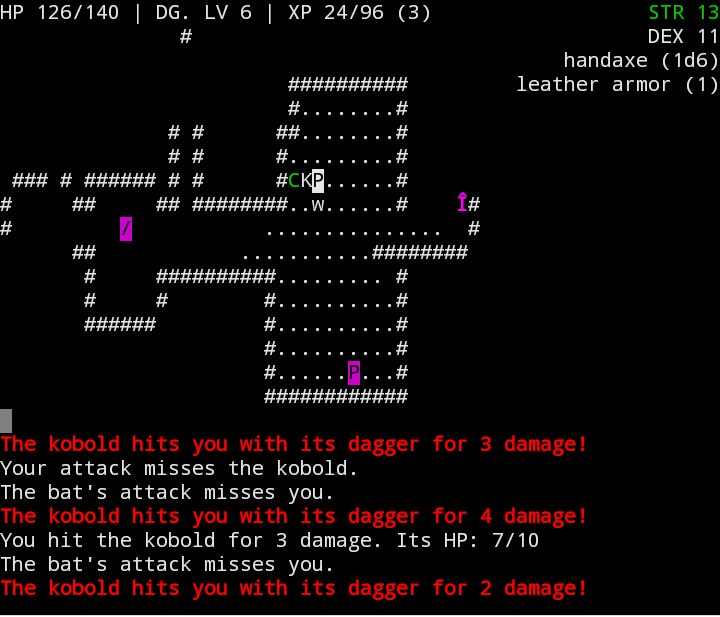 HP 126/140 | DG. LV 6 | XP 24/96 (3) STR 13
# DEX 11
handaxe (1d6)
########## leather armor (1)
#........#
# # ##........#
# # #.........#
### # ###### # # #CKP......#
# ## ## ########..w......# Î#
# / ............... #
## ...........########
# ##########......... #
# # #..........#
###### #..........#
#..........#
#......P...#
############
The kobold hits you with its dagger for 3 damage!
Your attack misses the kobold.
The bat's attack misses you.
The kobold hits you with its dagger for 4 damage!
You hit the kobold for 3 damage. Its HP: 7/10
The bat's attack misses you.
The kobold hits you with its dagger for 2 damage!